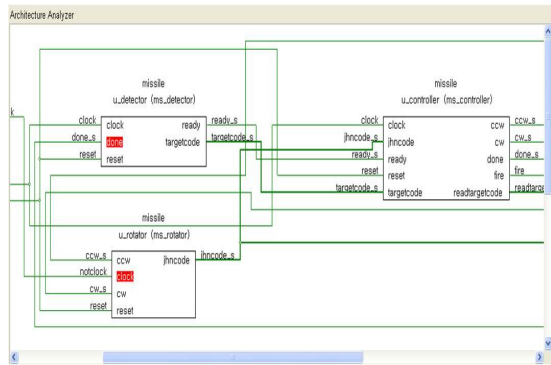 Architecture Analyzer
k
missile
u_detector (ms_detector)
clock
done_s
reset
clock
done
reset
ready
targetcode
ready_s
targetcode_s
missile
u_controller (ms_controller)
clock
jhncode_s
ready_s
reset
targetcode_s
clock
jhncode
ready
reset
targetcode
ccw
cw
done
fire
readtargetcode
ccw_s
cw_s
done_s
fire
readtarge
missile
u_rotator (ms_rotator)
ccw_s
notclock
cw_s
reset
ccw
clock
cw
reset
jhncode
jhncode_s